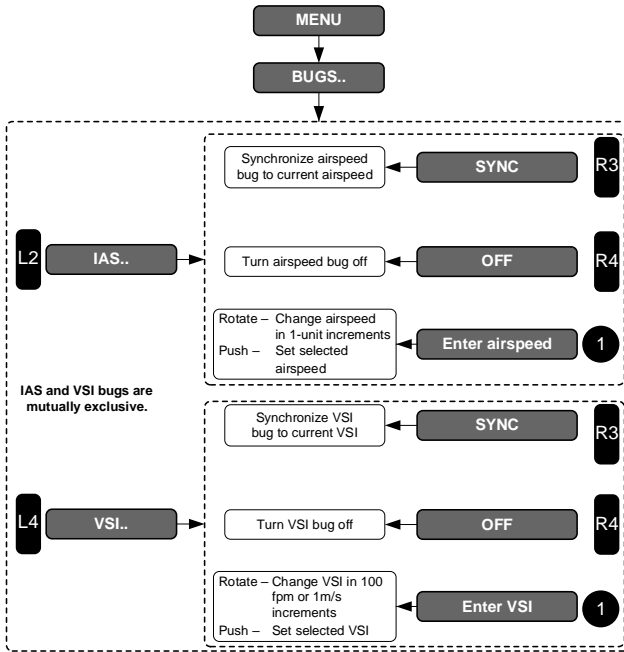 MENU
BUGS..
Synchronize airspeed
bug to current airspeed
SYNC
R3
L2
IAS..
Turn airspeed bug off
OFF
R4
Rotate – Change airspeed
in 1-unit increments
Push – Set selected
airspeed
Enter airspeed
1
IAS and VSI bugs are
mutually exclusive.
Synchronize VSI
bug to current VSI
SYNC
R3
L4
VSI..
Turn VSI bug off
OFF
R4
Rotate – Change VSI in 100
fpm or 1m/s
increments
Push – Set selected VSI
Enter VSI
1